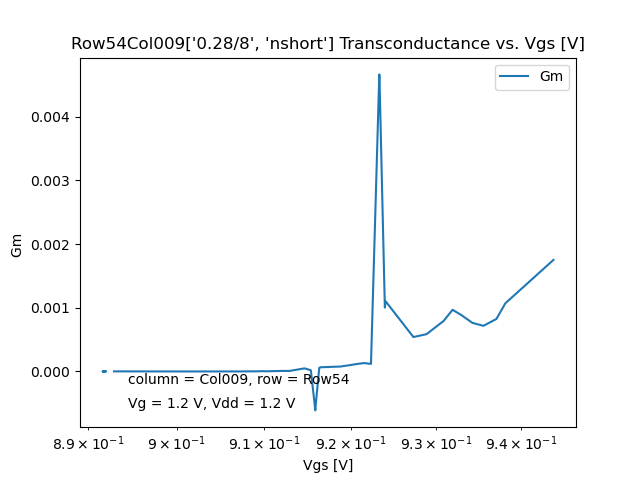 Row54Col009['0.28/8', 'nshort'] Transconductance vs. Vgs [V]
Gm
0.004
0.003
0.002
0.001
0.000
Gm
column = Col009, row = Row54
Vg = 1.2 V, Vdd = 1.2 V
8.9 × 10⁻¹ 9 × 10⁻¹ 9.1 × 10⁻¹ 9.2 × 10⁻¹ 9.3 × 10⁻¹ 9.4 × 10⁻¹
Vgs [V]